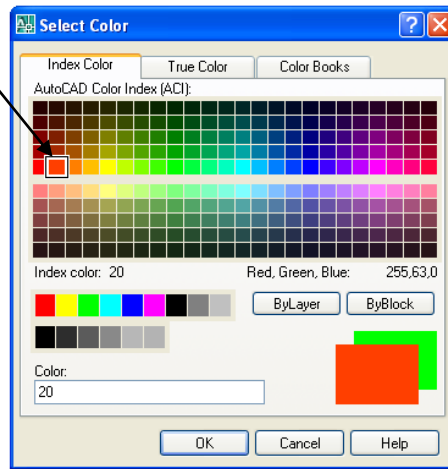 Select Color
Index Color True Color Color Books
AutoCAD Color Index (ACI):
Index color: 20 Red, Green, Blue: 255,63,0
ByLayer ByBlock
Color:
20
OK Cancel Help